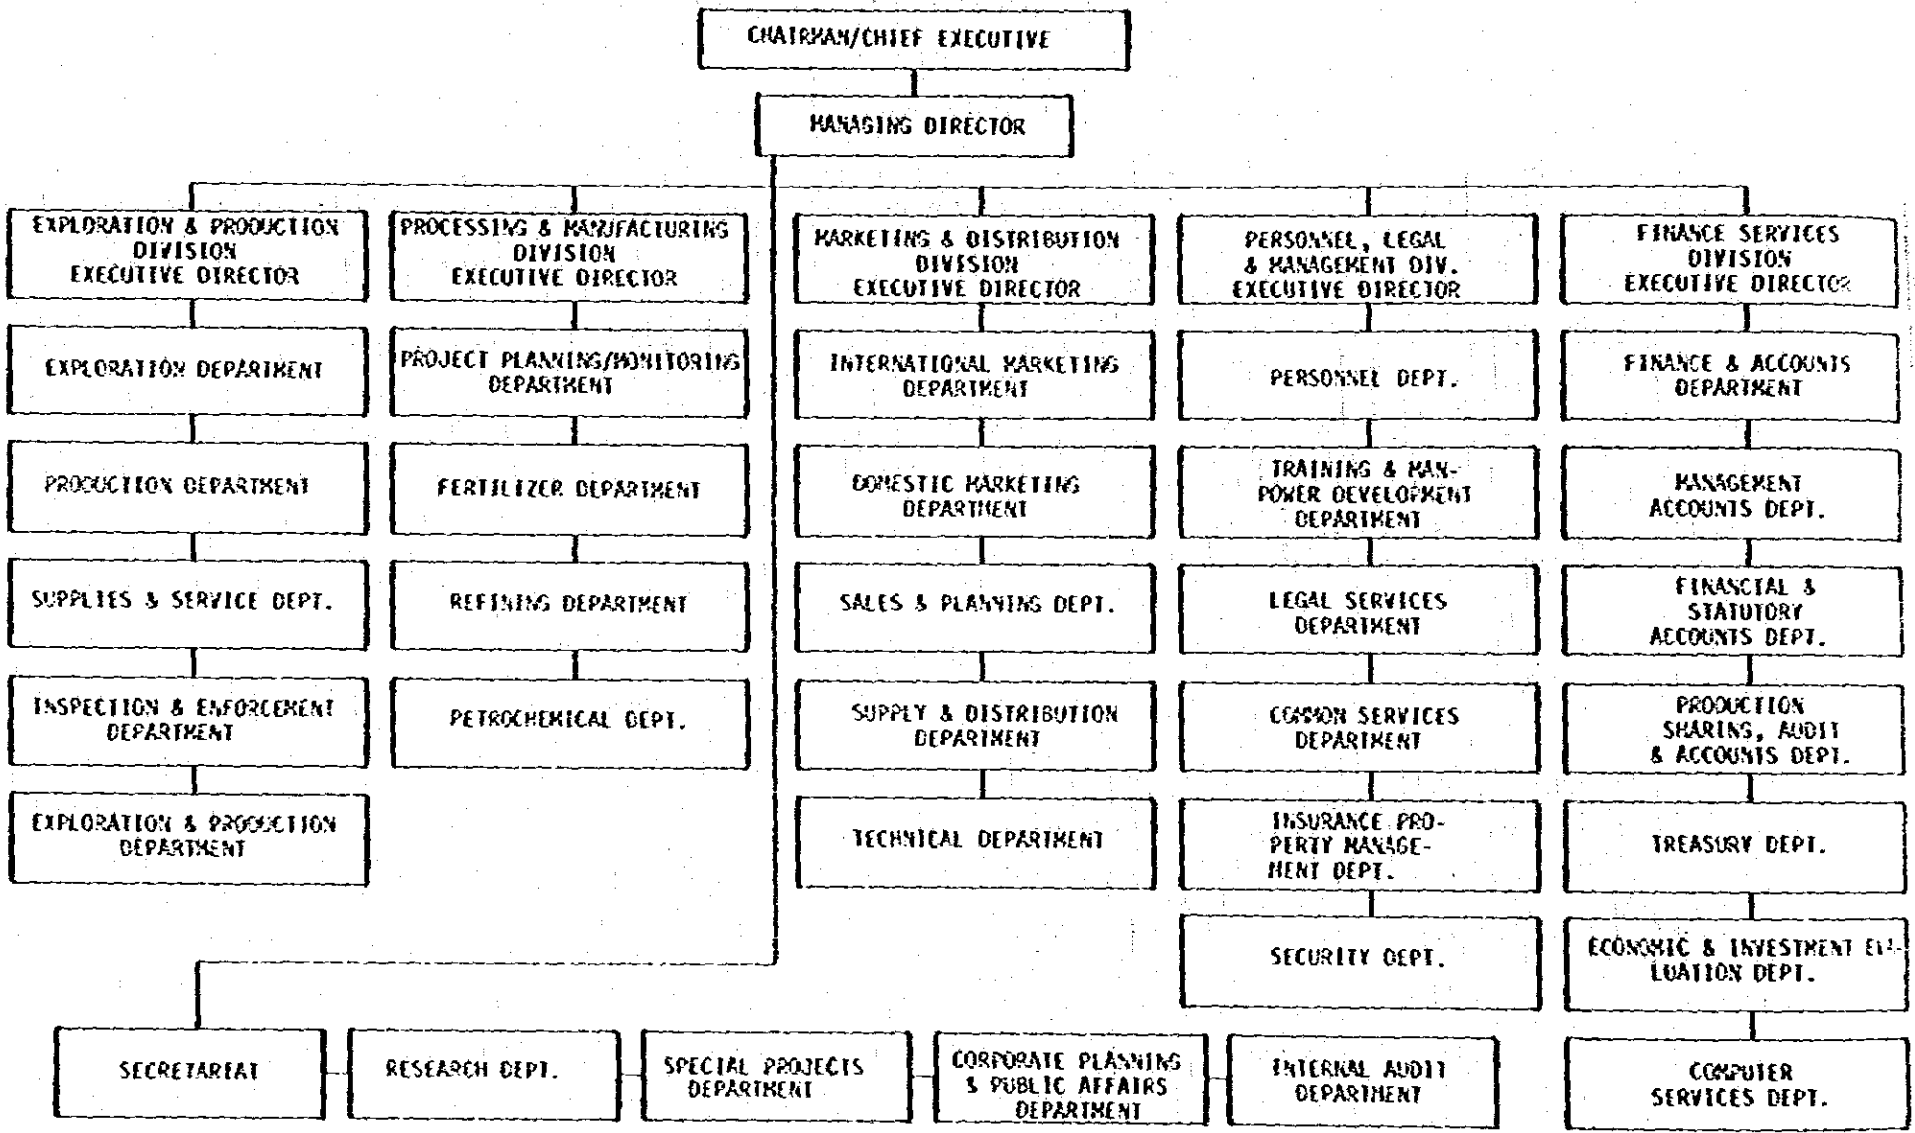 CHAIRMAN/CHIEF EXECUTIVE
MANAGING DIRECTOR
EXPLORATION & PRODUCTION
DIVISION
EXECUTIVE DIRECTOR
EXPLORATION DEPARTMENT
PRODUCTION DEPARTMENT
SUPPLIES & SERVICE DEPT.
INSPECTION & ENFORCEMENT
DEPARTMENT
EXPLORATION & PRODUCTION
DEPARTMENT
PROCESSING & MANUFACTURING
DIVISION
EXECUTIVE DIRECTOR
PROJECT PLANNING/MONITORING
DEPARTMENT
FERTILIZER DEPARTMENT
REFINING DEPARTMENT
PETROCHEMICAL DEPT.
MARKETING & DISTRIBUTION
DIVISION
EXECUTIVE DIRECTOR
INTERNATIONAL MARKETING
DEPARTMENT
DOMESTIC MARKETING
DEPARTMENT
SALES & PLANNING DEPT.
SUPPLY & DISTRIBUTION
DEPARTMENT
TECHNICAL DEPARTMENT
PERSONNEL, LEGAL
& MANAGEMENT DIV.
EXECUTIVE DIRECTOR
PERSONNEL DEPT.
TRAINING & MAN-
POWER DEVELOPMENT
DEPARTMENT
LEGAL SERVICES
DEPARTMENT
COMMON SERVICES
DEPARTMENT
INSURANCE PRO-
PERTY MANAGE-
MENT DEPT.
SECURITY DEPT.
FINANCE SERVICES
DIVISION
EXECUTIVE DIRECTOR
FINANCE & ACCOUNTS
DEPARTMENT
MANAGEMENT
ACCOUNTS DEPT.
FINANCIAL &
STATUTORY
ACCOUNTS DEPT.
PRODUCTION
SHARING, AUDIT
& ACCOUNTS DEPT.
TREASURY DEPT.
ECONOMIC & INVESTMENT
LUATION DEPT.
COMPUTER
SERVICES DEPT.
SECRETARIAT
RESEARCH DEPT.
SPECIAL PROJECTS
DEPARTMENT
CORPORATE PLANNING
& PUBLIC AFFAIRS
DEPARTMENT
INTERNAL AUDIT
DEPARTMENT